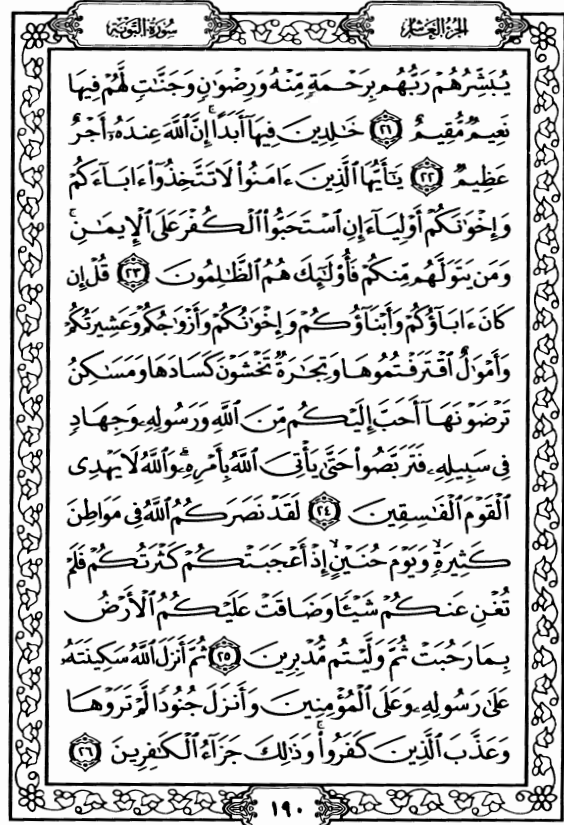 سُورَةُ التَّوبَةِ
الجُزءُ العَاشِرُ
يُبَشِّرُهُمْ رَبُّهُم بِرَحْمَةٍ مِّنْهُ وَرِضْوَٰنٍ وَجَنَّٰتٍ لَّهُمْ فِيهَا
نَعِيمٌ مُّقِيمٌ ٢١ خَٰلِدِينَ فِيهَآ أَبَدًا ۚ إِنَّ ٱللَّهَ عِندَهُۥٓ أَجْرٌ
عَظِيمٌ ٢٢ يَٰٓأَيُّهَا ٱلَّذِينَ ءَامَنُوا۟ لَا تَتَّخِذُوٓا۟ ءَابَآءَكُمْ
وَإِخْوَٰنَكُمْ أَوْلِيَآءَ إِنِ ٱسْتَحَبُّوا۟ ٱلْكُفْرَ عَلَى ٱلْإِيمَٰنِ ۚ
وَمَن يَتَوَلَّهُم مِّنكُمْ فَأُو۟لَٰٓئِكَ هُمُ ٱلظَّٰلِمُونَ ٢٣ قُلْ إِن
كَانَ ءَابَآؤُكُمْ وَأَبْنَآؤُكُمْ وَإِخْوَٰنُكُمْ وَأَزْوَٰجُكُمْ وَعَشِيرَتُكُمْ
وَأَمْوَٰلٌ ٱقْتَرَفْتُمُوهَا وَتِجَٰرَةٌ تَخْشَوْنَ كَسَادَهَا وَمَسَٰكِنُ
تَرْضَوْنَهَآ أَحَبَّ إِلَيْكُم مِّنَ ٱللَّهِ وَرَسُولِهِۦ وَجِهَادٍ
فِى سَبِيلِهِۦ فَتَرَبَّصُوا۟ حَتَّىٰ يَأْتِىَ ٱللَّهُ بِأَمْرِهِۦ ۗ وَٱللَّهُ لَا يَهْدِى
ٱلْقَوْمَ ٱلْفَٰسِقِينَ ٢٤ لَقَدْ نَصَرَكُمُ ٱللَّهُ فِى مَوَاطِنَ
كَثِيرَةٍ ۙ وَيَوْمَ حُنَيْنٍ ۙ إِذْ أَعْجَبَتْكُمْ كَثْرَتُكُمْ فَلَمْ
تُغْنِ عَنكُمْ شَيْـًٔا وَضَاقَتْ عَلَيْكُمُ ٱلْأَرْضُ
بِمَا رَحُبَتْ ثُمَّ وَلَّيْتُم مُّدْبِرِينَ ٢٥ ثُمَّ أَنزَلَ ٱللَّهُ سَكِينَتَهُۥ
عَلَىٰ رَسُولِهِۦ وَعَلَى ٱلْمُؤْمِنِينَ وَأَنزَلَ جُنُودًا لَّمْ تَرَوْهَا
وَعَذَّبَ ٱلَّذِينَ كَفَرُوا۟ ۚ وَذَٰلِكَ جَزَآءُ ٱلْكَٰفِرِينَ ٢٦
١٩٠